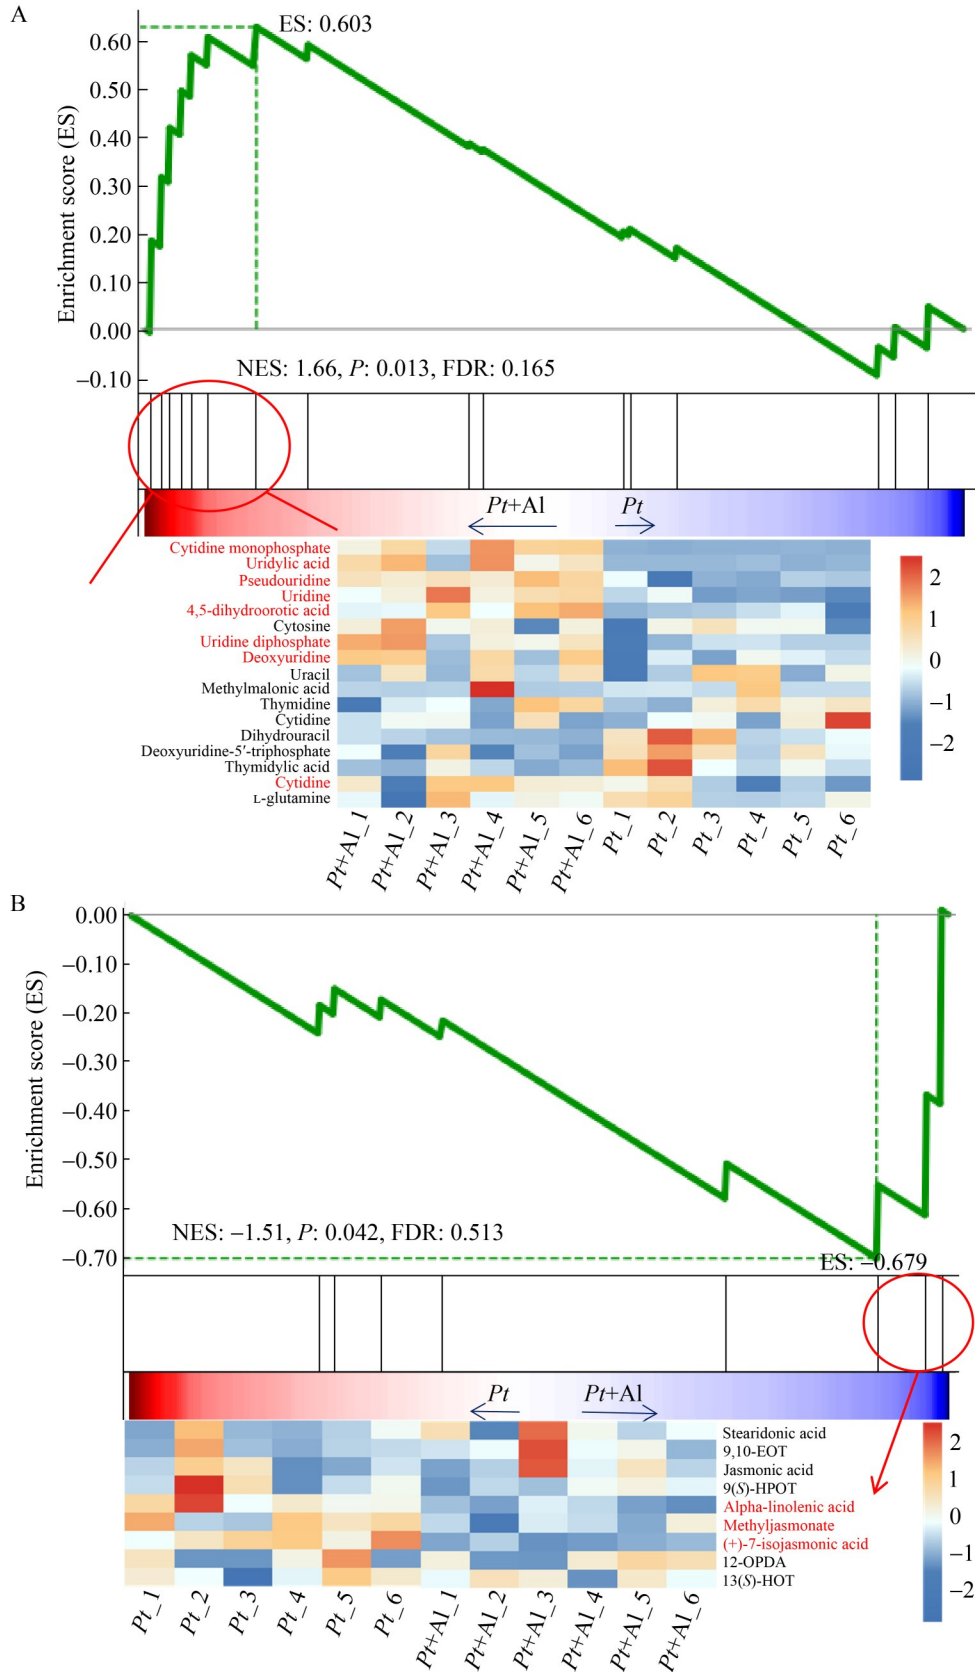 A
ES: 0.603
Enrichment score (ES)
0.60
0.50
0.40
0.30
0.20
0.10
0.00
−0.10
NES: 1.66, P: 0.013, FDR: 0.165
Pt+Al
Pt
Cytidine monophosphate
Uridylic acid
Pseudouridine
Uridine
4,5-dihydroorotic acid
Cytosine
Uridine diphosphate
Deoxyuridine
Uracil
Methylmalonic acid
Thymidine
Cytidine
Dihydrouracil
Deoxyuridine-5′-triphosphate
Thymidylic acid
Cytidine
L-glutamine
2
1
0
−1
−2
Pt+Al_1
Pt+Al_2
Pt+Al_3
Pt+Al_4
Pt+Al_5
Pt+Al_6
Pt_1
Pt_2
Pt_3
Pt_4
Pt_5
Pt_6
B
Enrichment score (ES)
0.00
−0.10
−0.20
−0.30
−0.40
−0.50
−0.60
−0.70
NES: −1.51, P: 0.042, FDR: 0.513
ES: −0.679
Pt
Pt+Al
Stearidonic acid
9,10-EOT
Jasmonic acid
9(S)-HPOT
Alpha-linolenic acid
Methyljasmonate
(+)-7-isojasmonic acid
12-OPDA
13(S)-HOT
2
1
0
−1
−2
Pt_1
Pt_2
Pt_3
Pt_4
Pt_5
Pt_6
Pt+Al_1
Pt+Al_2
Pt+Al_3
Pt+Al_4
Pt+Al_5
Pt+Al_6